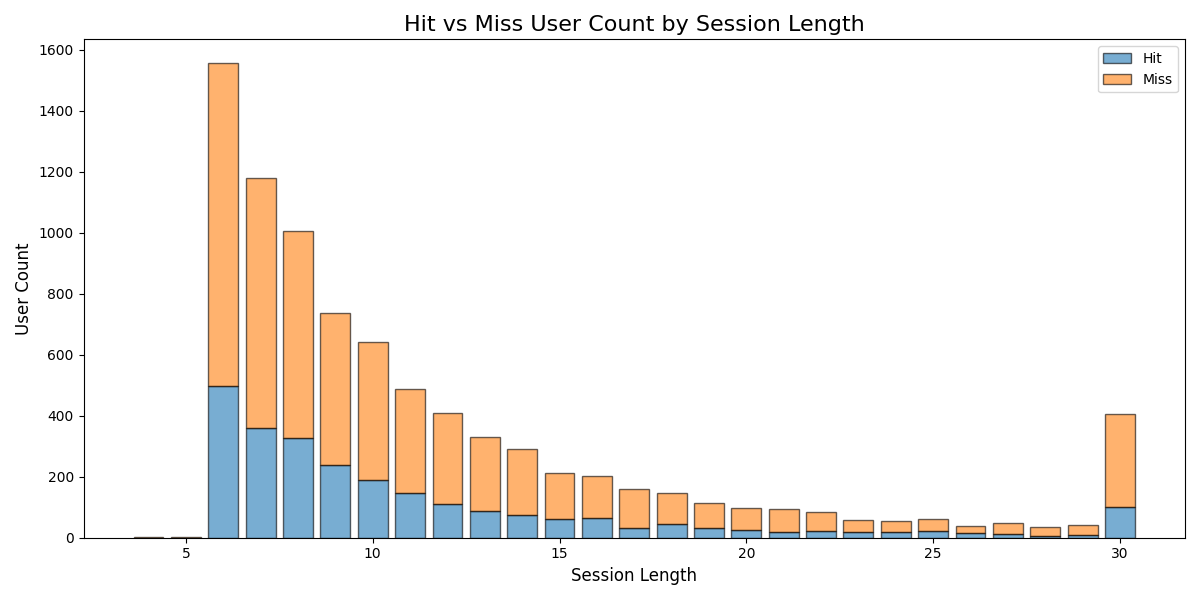 Hit vs Miss User Count by Session Length
Hit
Miss
User Count
1600
1400
1200
1000
800
600
400
200
0
5 10 15 20 25 30
Session Length